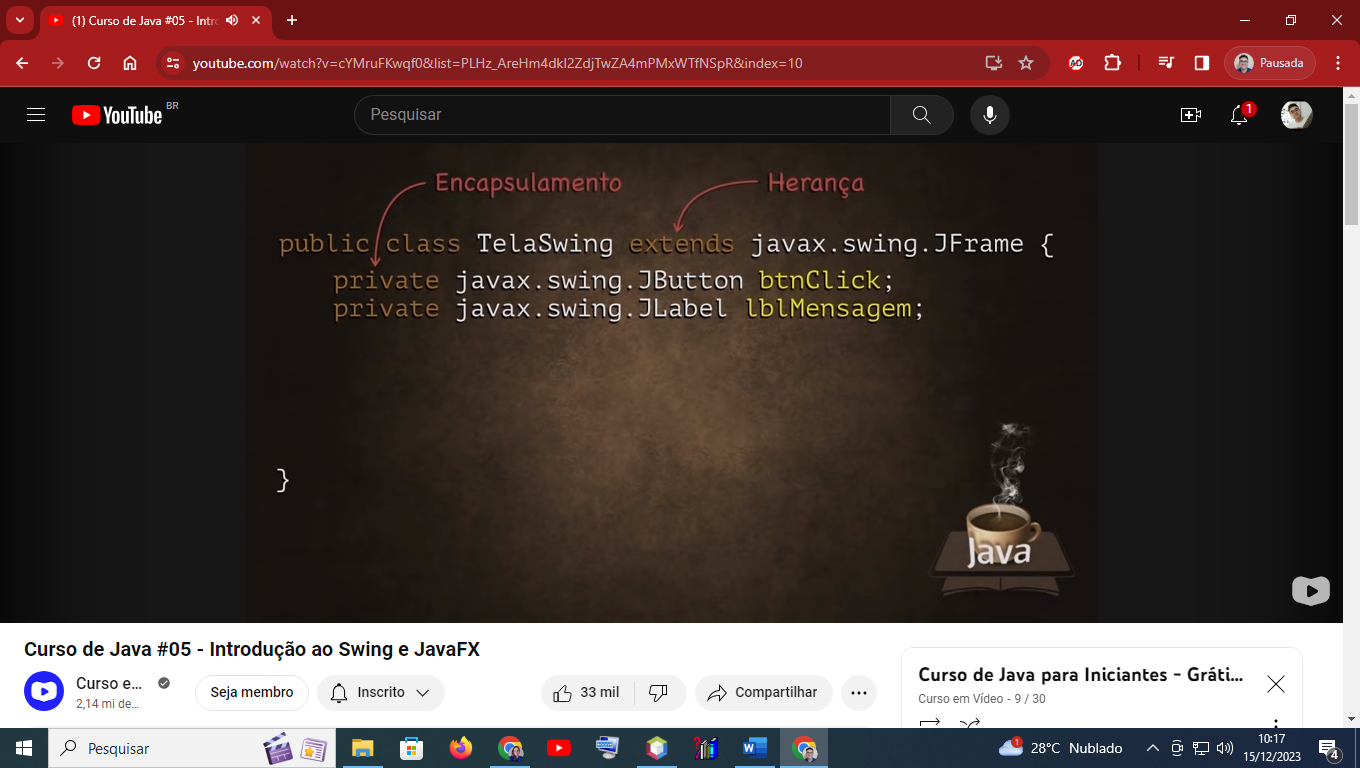 (1) Curso de Java #05 - Intro
youtube.com/watch?v=cYMruFKwqf0&list=PLHz_AreHm4dkI2ZdjTwZA4mPMxWTfNSpR&index=10
Pausada
YouTube BR
Pesquisar
1
Encapsulamento Herança
public class TelaSwing extends javax.swing.JFrame {
private javax.swing.JButton btnClick;
private javax.swing.JLabel lblMensagem;
}
Java
Curso de Java #05 - Introdução ao Swing e JavaFX
Curso e...
2,14 mi de...
Seja membro
Inscrito
33 mil
Compartilhar
Curso de Java para Iniciantes - Gráti...
Curso em Vídeo - 9 / 30
Pesquisar
1
28°C Nublado
10:17
15/12/2023
4